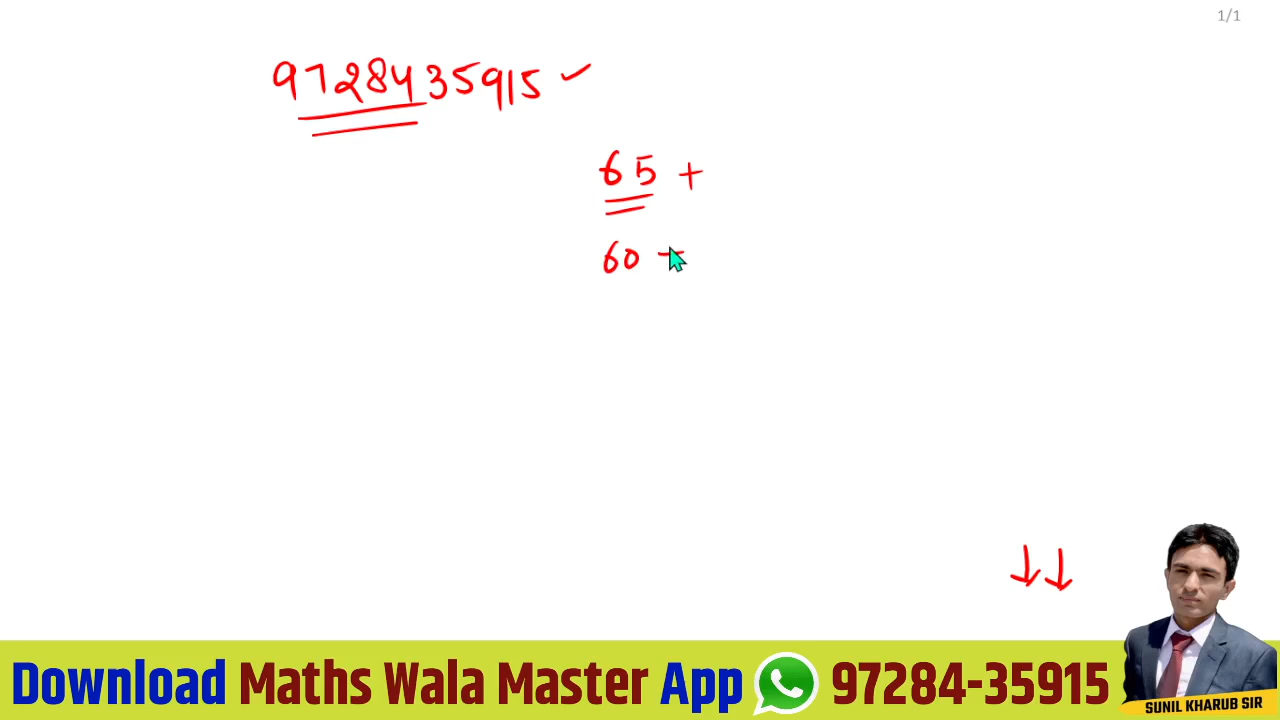 1/1
9728435915
65 +
60 +
Download Maths Wala Master App 97284-35915
SUNIL KHARUB SIR